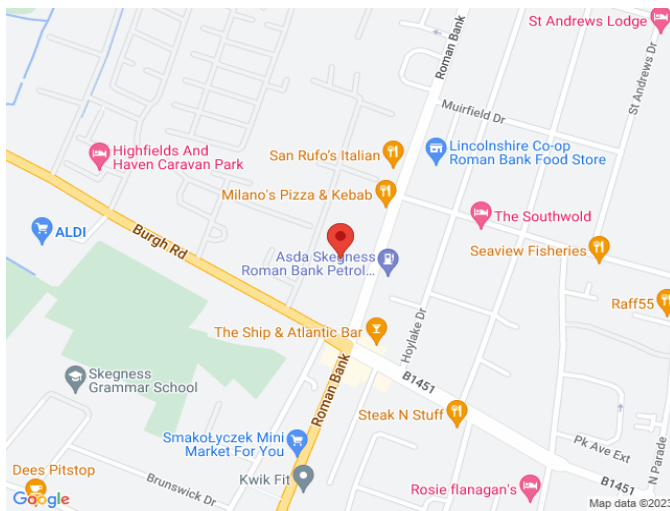 St Andrews Lodge
Roman Bank
St Andrews Dr
Muirfield Dr
Highfields And
Haven Caravan Park
San Rufo's Italian
Lincolnshire Co-op
Roman Bank Food Store
Milano's Pizza & Kebab
The Southwold
ALDI
Burgh Rd
Asda Skegness
Roman Bank Petrol...
Seaview Fisheries
Raff55
The Ship & Atlantic Bar
Hoylake Dr
Skegness
Grammar School
Roman Bank
B1451
Steak N Stuff
SmakoŁyczek Mini
Market For You
Pk Ave Ext
N Parade
Dees Pitstop
Brunswick Dr
Kwik Fit
B1451
Rosie flanagan's
Google
Map data ©2023